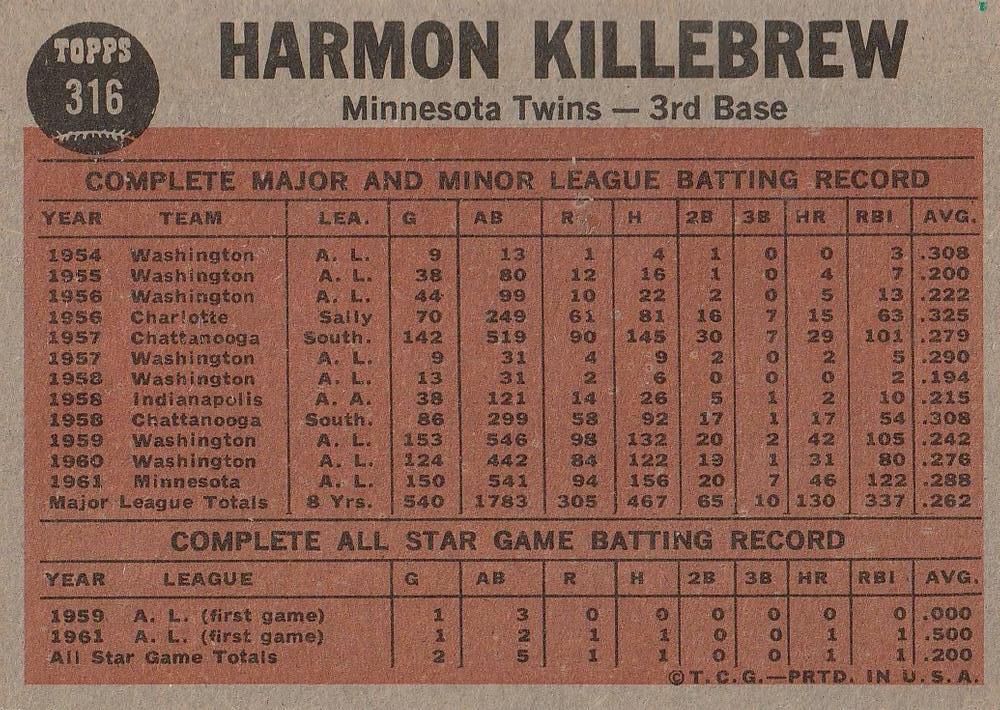 TOPPS
316
HARMON KILLEBREW
Minnesota Twins — 3rd Base
COMPLETE MAJOR AND MINOR LEAGUE BATTING RECORD
YEAR TEAM LEA. G AB R H 2B 3B HR RBI AVG.
1954 Washington A. L. 9 13 1 4 1 0 0 3 .308
1955 Washington A. L. 38 80 12 16 1 0 4 7 .200
1956 Washington A. L. 44 99 10 22 2 0 5 13 .222
1956 Charlotte Sally 70 249 61 81 16 7 15 63 .325
1957 Chattanooga South. 142 519 90 145 30 7 29 101 .279
1957 Washington A. L. 9 31 4 9 2 0 2 5 .290
1958 Washington A. L. 13 31 2 6 0 0 0 2 .194
1958 Indianapolis A. A. 38 121 14 26 5 1 2 10 .215
1958 Chattanooga South. 86 299 58 92 17 1 17 54 .308
1959 Washington A. L. 153 546 98 132 20 2 42 105 .242
1960 Washington A. L. 124 442 84 122 19 1 31 80 .276
1961 Minnesota A. L. 150 541 94 156 20 7 46 122 .288
Major League Totals 8 Yrs. 540 1783 305 467 65 10 130 337 .262
COMPLETE ALL STAR GAME BATTING RECORD
YEAR LEAGUE G AB R H 2B 3B HR RBI AVG.
1959 A. L. (first game) 1 3 0 0 0 0 0 0 .000
1961 A. L. (first game) 1 2 1 1 0 0 1 1 .500
All Star Game Totals 2 5 1 1 0 0 1 1 .200
©T. C. G.—PRTD. IN U. S. A.